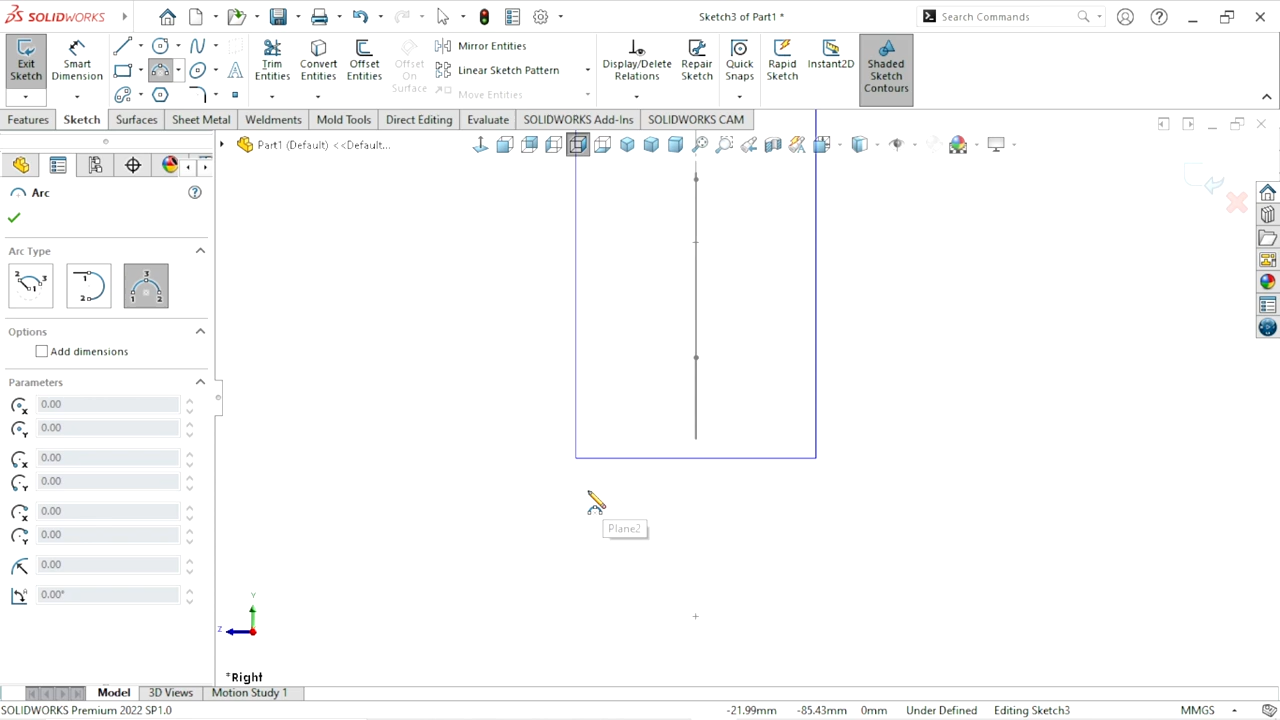 SOLIDWORKS
Sketch3 of Part1 *
Search Commands
Exit Sketch
Smart Dimension
Trim Entities
Convert Entities
Offset Entities
Offset On Surface
Mirror Entities
Linear Sketch Pattern
Move Entities
Display/Delete Relations
Repair Sketch
Quick Snaps
Rapid Sketch
Instant2D
Shaded Sketch Contours
Features
Sketch
Surfaces
Sheet Metal
Weldments
Mold Tools
Direct Editing
Evaluate
SOLIDWORKS Add-Ins
SOLIDWORKS CAM
Part1 (Default) <<Default...
Arc
Arc Type
Options
Add dimensions
Parameters
0.00
0.00
0.00
0.00
0.00
0.00
0.00
0.00°
Plane2
Y
Z
*Right
Model
3D Views
Motion Study 1
SOLIDWORKS Premium 2022 SP1.0
-21.99mm
-85.43mm
0mm
Under Defined
Editing Sketch3
MMGS